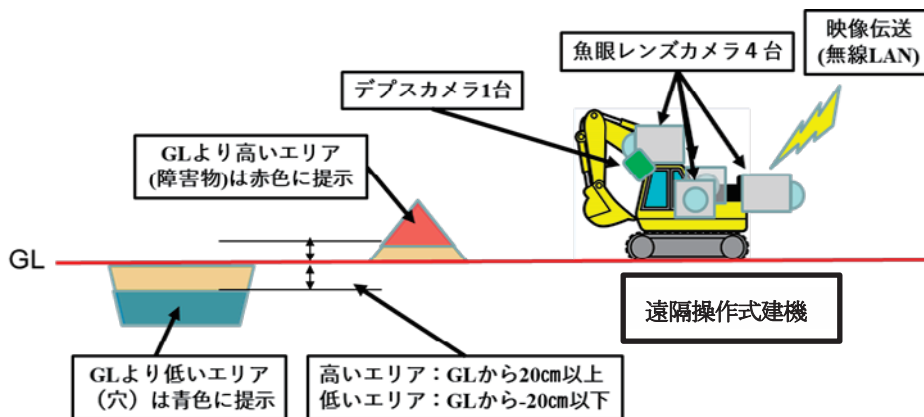 映像伝送
(無線LAN)
魚眼レンズカメラ４台
デプスカメラ1台
GLより高いエリア
(障害物)は赤色に提示
GL
遠隔操作式建機
GLより低いエリア
（穴）は青色に提示
高いエリア：GLから20㎝以上
低いエリア：GLから-20㎝以下